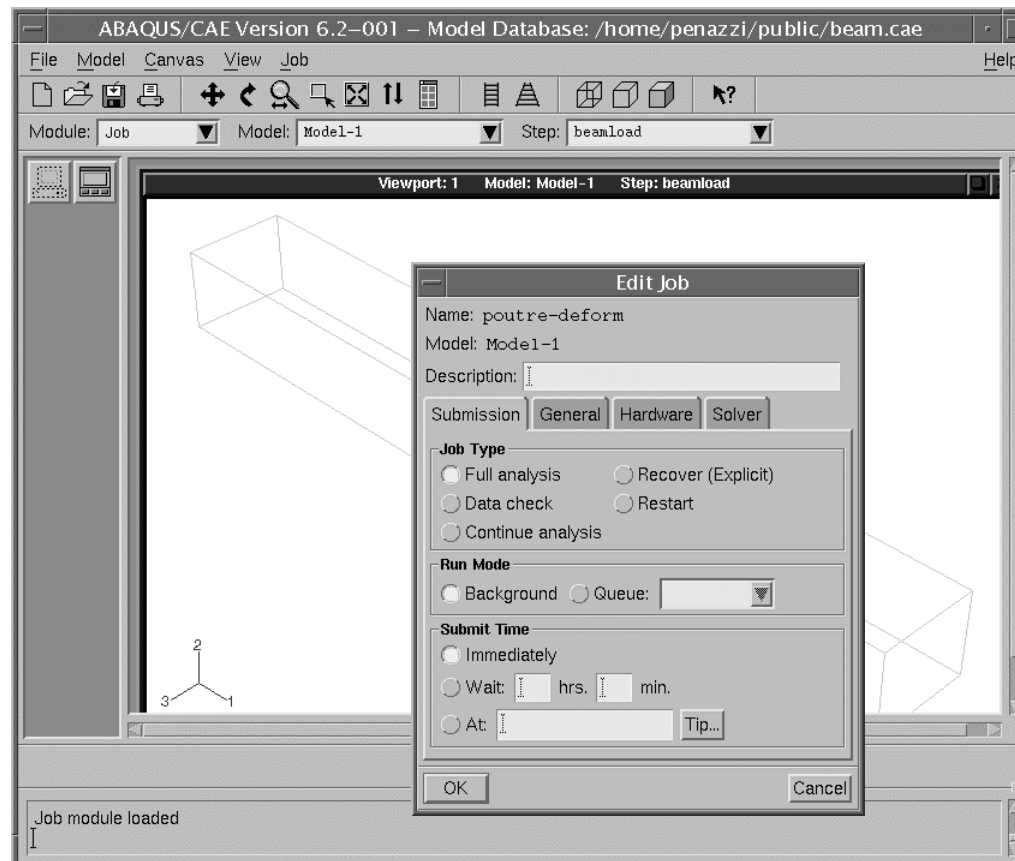 ABAQUS/CAE Version 6.2-001 – Model Database: /home/penazzi/public/beam.cae
File Model Canvas View Job Help
Module: Job Model: Model-1 Step: beamload
Viewport: 1 Model: Model-1 Step: beamload
Edit Job
Name: poutre-deform
Model: Model-1
Description:
Submission General Hardware Solver
Job Type
Full analysis Recover (Explicit)
Data check Restart
Continue analysis
Run Mode
Background Queue:
Submit Time
Immediately
Wait: hrs. min.
At: Tip...
OK Cancel
2
3 1
Job module loaded